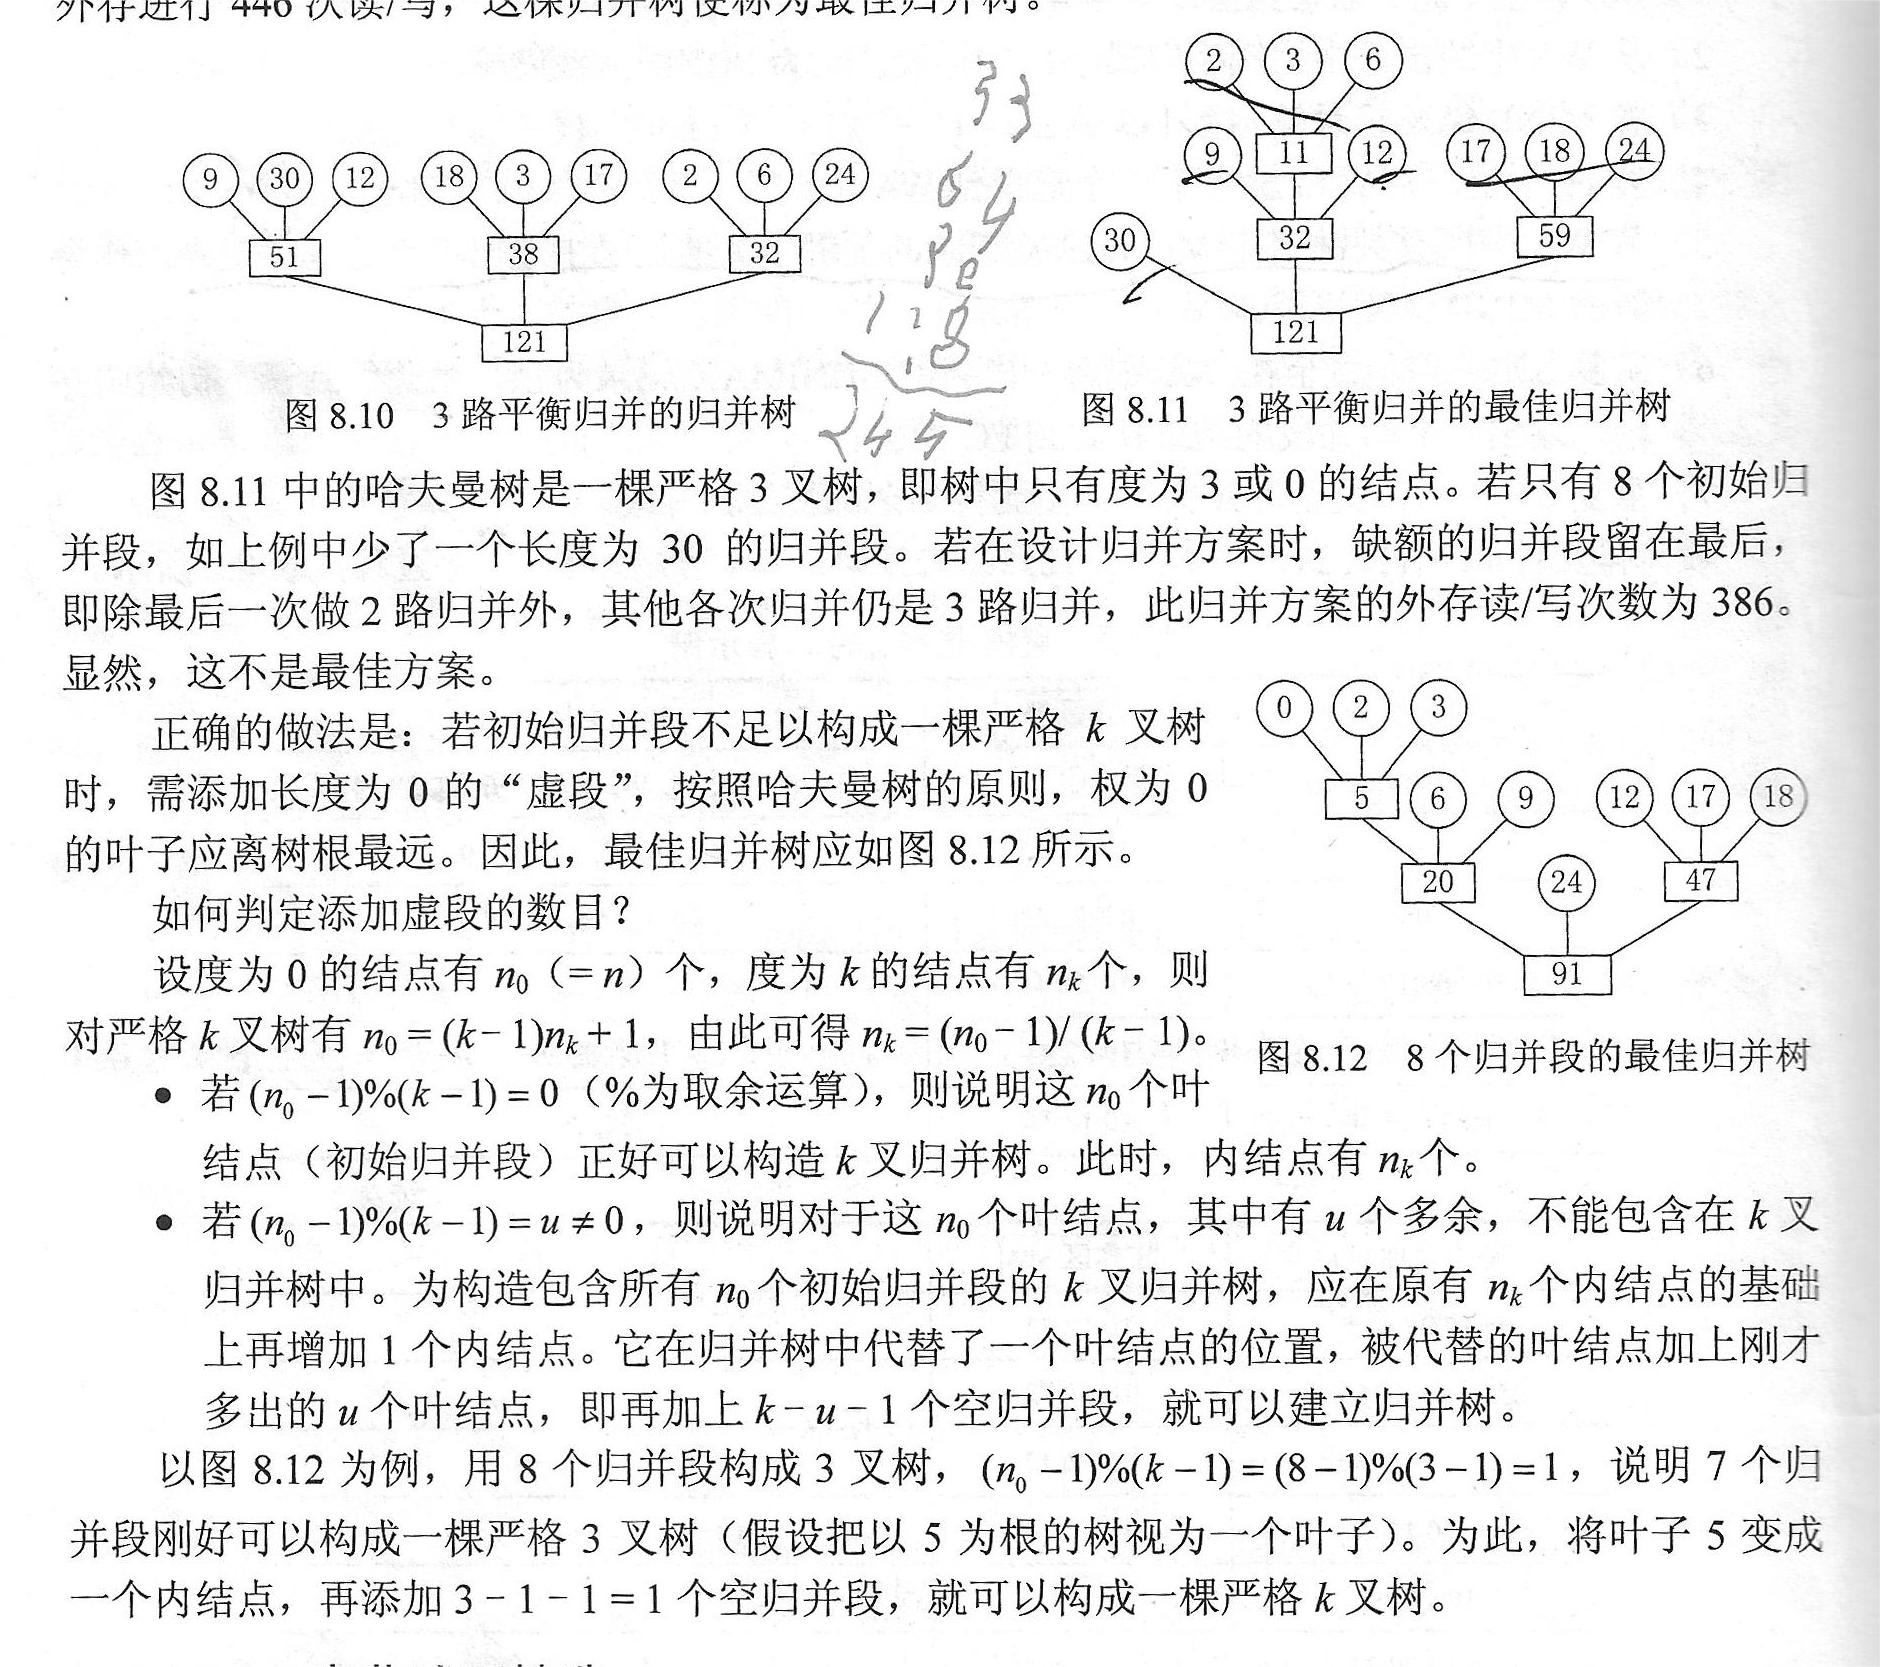 外存进行 446 次读/写，这棵归并树便称为最佳归并树。
2 3 6
9 30 12 18 3 17 2 6 24
9 11 12 17 18 24
51 38 32
30 32 59
121
121
图 8.10 3 路平衡归并的归并树
图 8.11 3 路平衡归并的最佳归并树
图 8.11 中的哈夫曼树是一棵严格 3 叉树，即树中只有度为 3 或 0 的结点。若只有 8 个初始归
并段，如上例中少了一个长度为 30 的归并段。若在设计归并方案时，缺额的归并段留在最后，
即除最后一次做 2 路归并外，其他各次归并仍是 3 路归并，此归并方案的外存读/写次数为 386。
显然，这不是最佳方案。
正确的做法是：若初始归并段不足以构成一棵严格 k 叉树
时，需添加长度为 0 的“虚段”，按照哈夫曼树的原则，权为 0
的叶子应离树根最远。因此，最佳归并树应如图 8.12 所示。
如何判定添加虚段的数目？
设度为 0 的结点有 n₀（= n）个，度为 k 的结点有 nₖ个，则
对严格 k 叉树有 n₀ = (k − 1)nₖ + 1，由此可得 nₖ = (n₀ − 1)/ (k − 1)。
0 2 3
5 6 9 12 17 18
20 24 47
91
图 8.12 8 个归并段的最佳归并树
• 若 (n₀ − 1)%(k − 1) = 0（%为取余运算），则说明这 n₀ 个叶
结点（初始归并段）正好可以构造 k 叉归并树。此时，内结点有 nₖ个。
• 若 (n₀ − 1)%(k − 1) = u ≠ 0，则说明对于这 n₀ 个叶结点，其中有 u 个多余，不能包含在 k 叉
归并树中。为构造包含所有 n₀ 个初始归并段的 k 叉归并树，应在原有 nₖ个内结点的基础
上再增加 1 个内结点。它在归并树中代替了一个叶结点的位置，被代替的叶结点加上刚才
多出的 u 个叶结点，即再加上 k − u − 1 个空归并段，就可以建立归并树。
以图 8.12 为例，用 8 个归并段构成 3 叉树，(n₀ − 1)%(k − 1) = (8 − 1)%(3 − 1) = 1，说明 7 个归
并段刚好可以构成一棵严格 3 叉树（假设把以 5 为根的树视为一个叶子）。为此，将叶子 5 变成
一个内结点，再添加 3 − 1 − 1 = 1 个空归并段，就可以构成一棵严格 k 叉树。